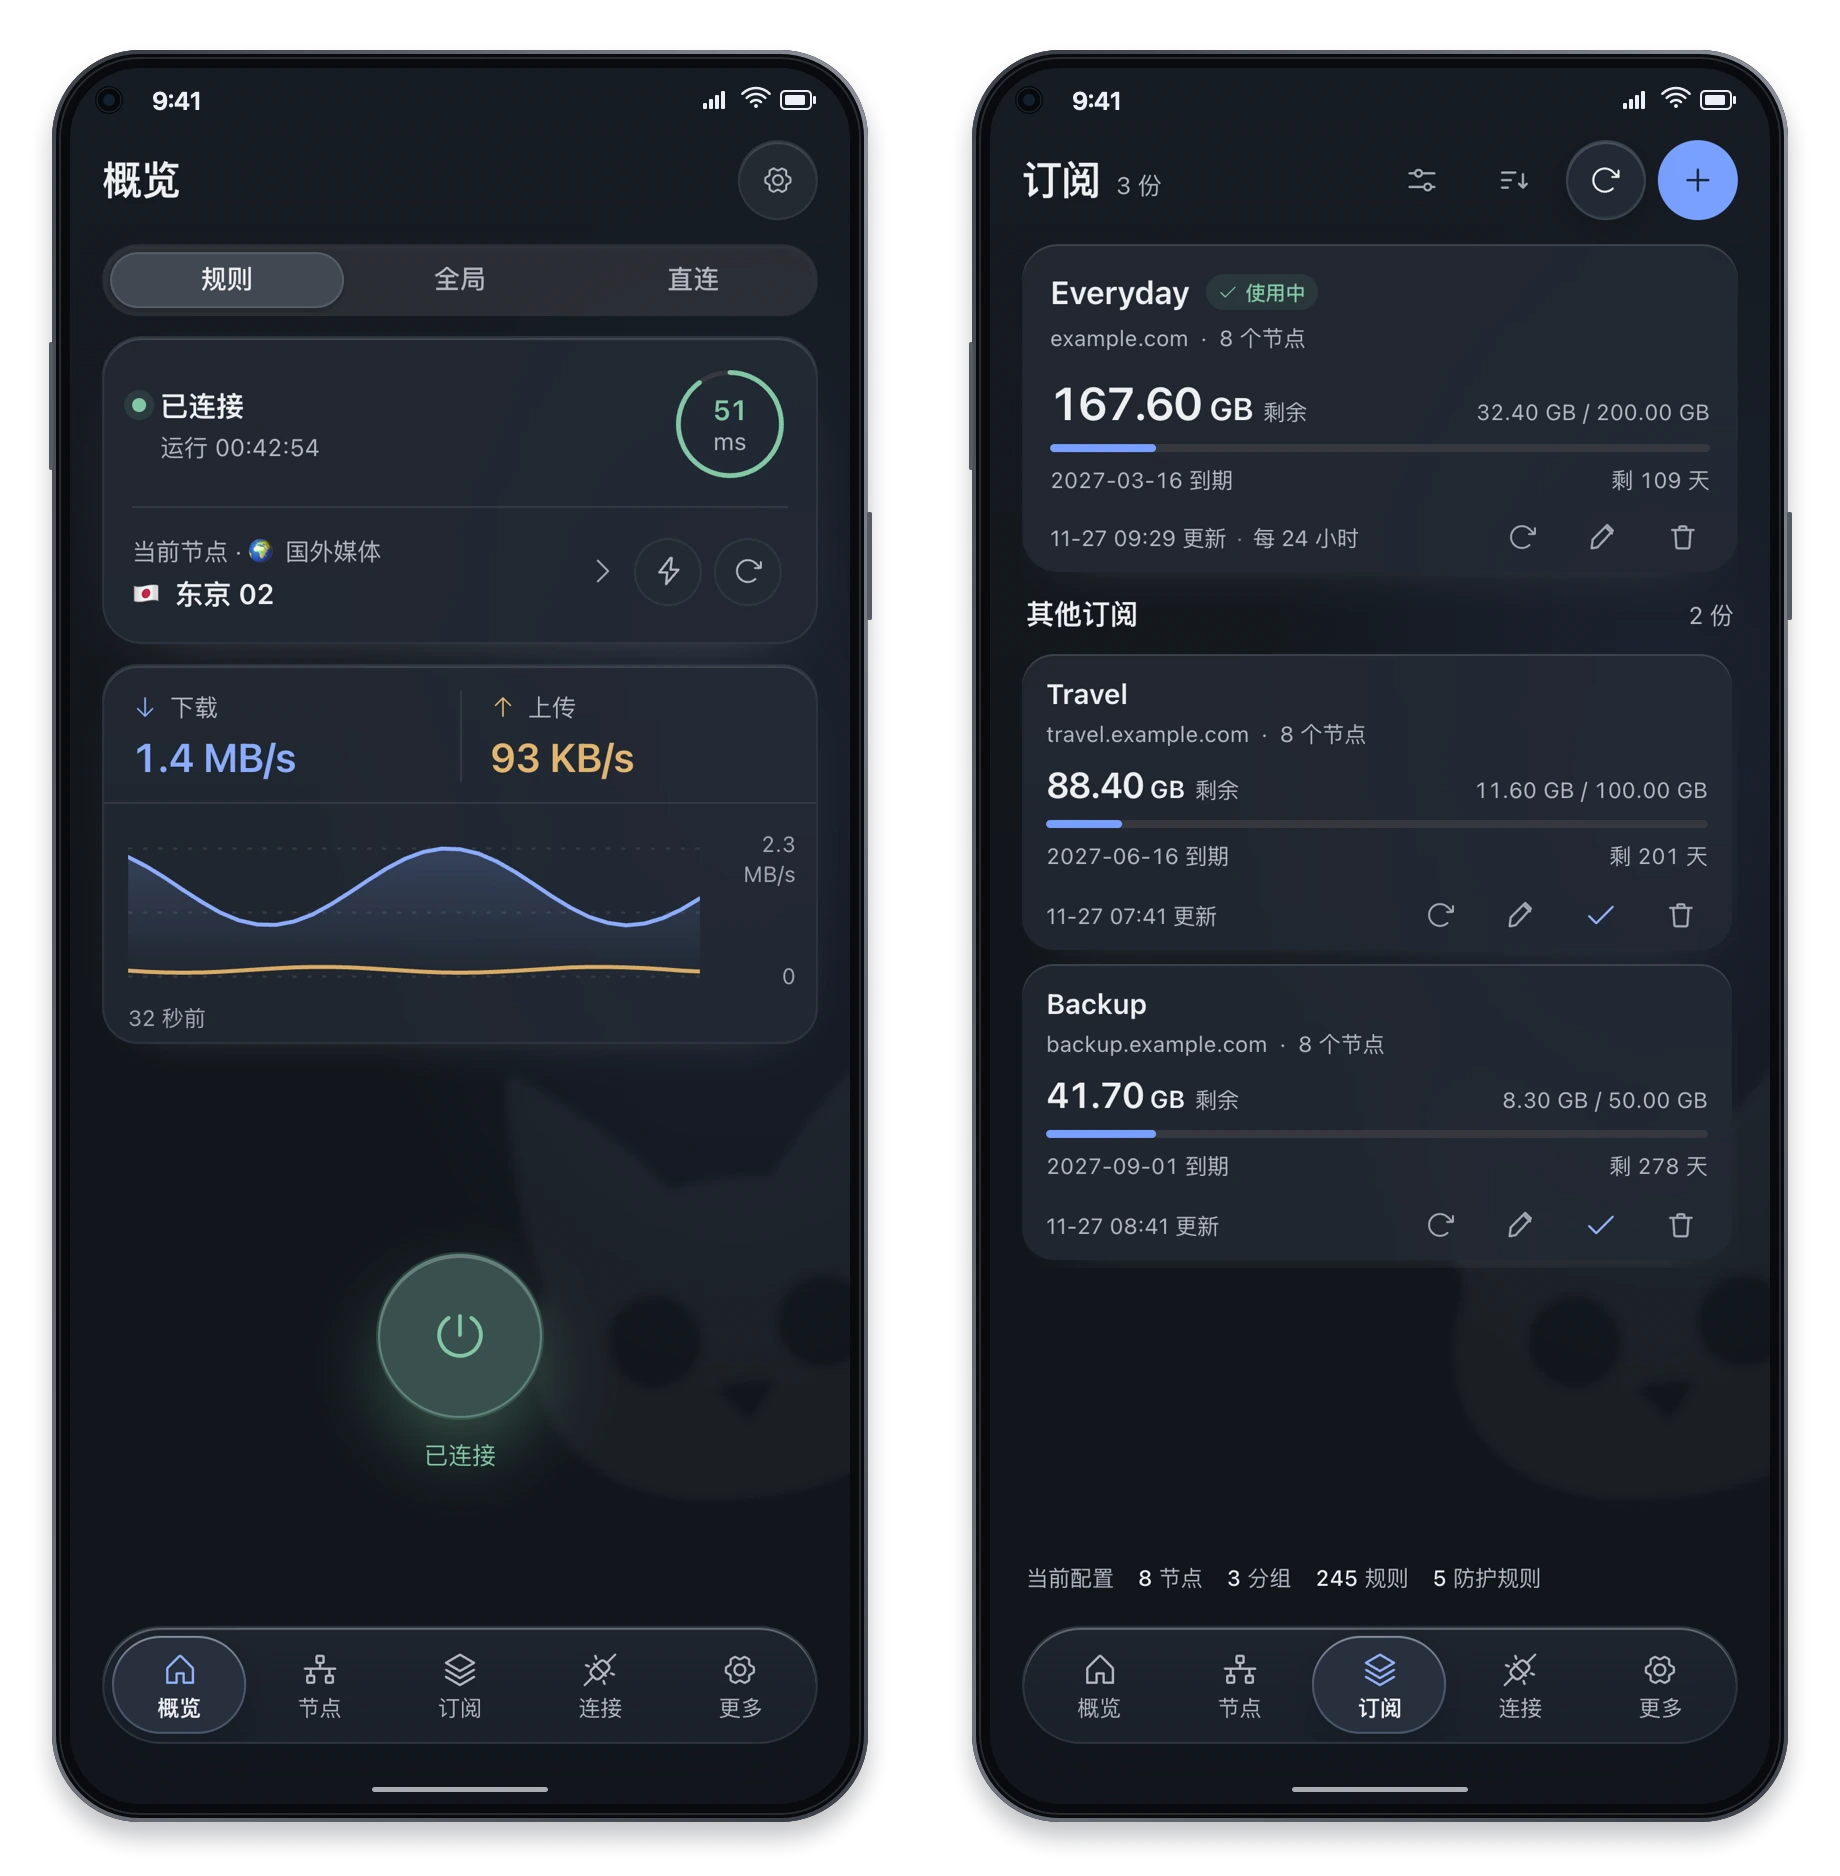 9:41
概览
规则 全局 直连
已连接
运行 00:42:54
51
ms
当前节点 · 🌍 国外媒体
🇯🇵 东京 02
↓ 下载
1.4 MB/s
↑ 上传
93 KB/s
2.3
MB/s
0
32 秒前
已连接
概览 节点 订阅 连接 更多
9:41
订阅 3 份
Everyday ✓ 使用中
example.com · 8 个节点
167.60 GB 剩余 32.40 GB / 200.00 GB
2027-03-16 到期 剩 109 天
11-27 09:29 更新 · 每 24 小时
其他订阅 2 份
Travel
travel.example.com · 8 个节点
88.40 GB 剩余 11.60 GB / 100.00 GB
2027-06-16 到期 剩 201 天
11-27 07:41 更新
Backup
backup.example.com · 8 个节点
41.70 GB 剩余 8.30 GB / 50.00 GB
2027-09-01 到期 剩 278 天
11-27 08:41 更新
当前配置 8 节点 3 分组 245 规则 5 防护规则
概览 节点 订阅 连接 更多